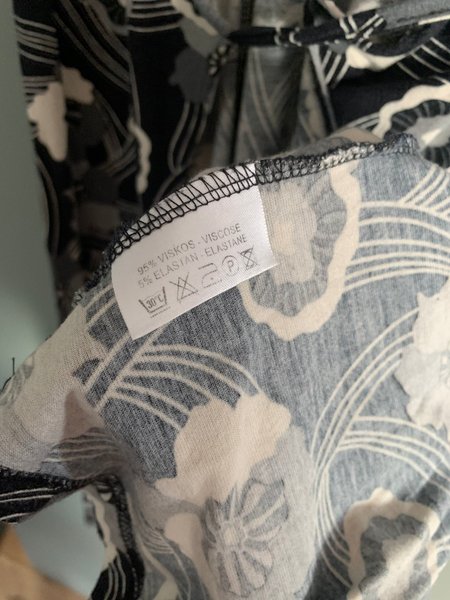 95% VISKOS - VISCOSE
5% ELASTAN - ELASTANE
30°C P